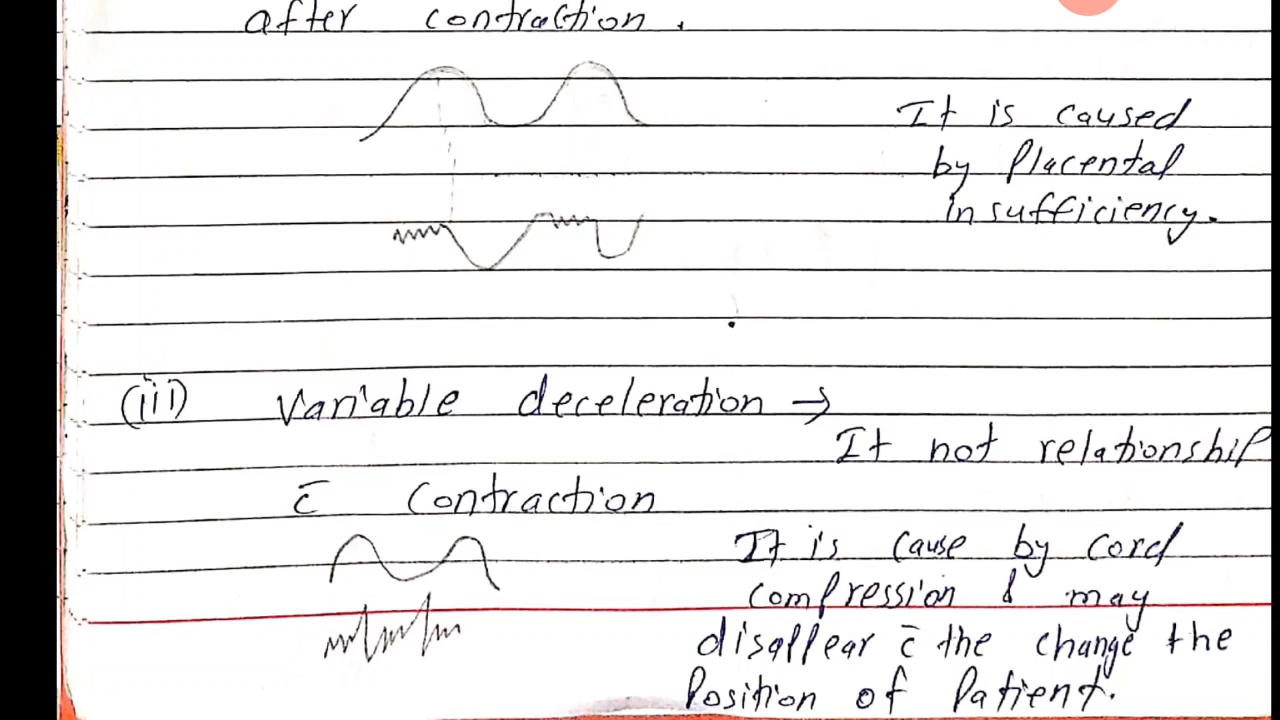 after contraction.
It is caused
by Placental
insufficiency.
(iii) Variable deceleration →
It not relationship
c̄ Contraction
It is cause by cord
compression & may
disappear c̄ the change the
Position of Patient.